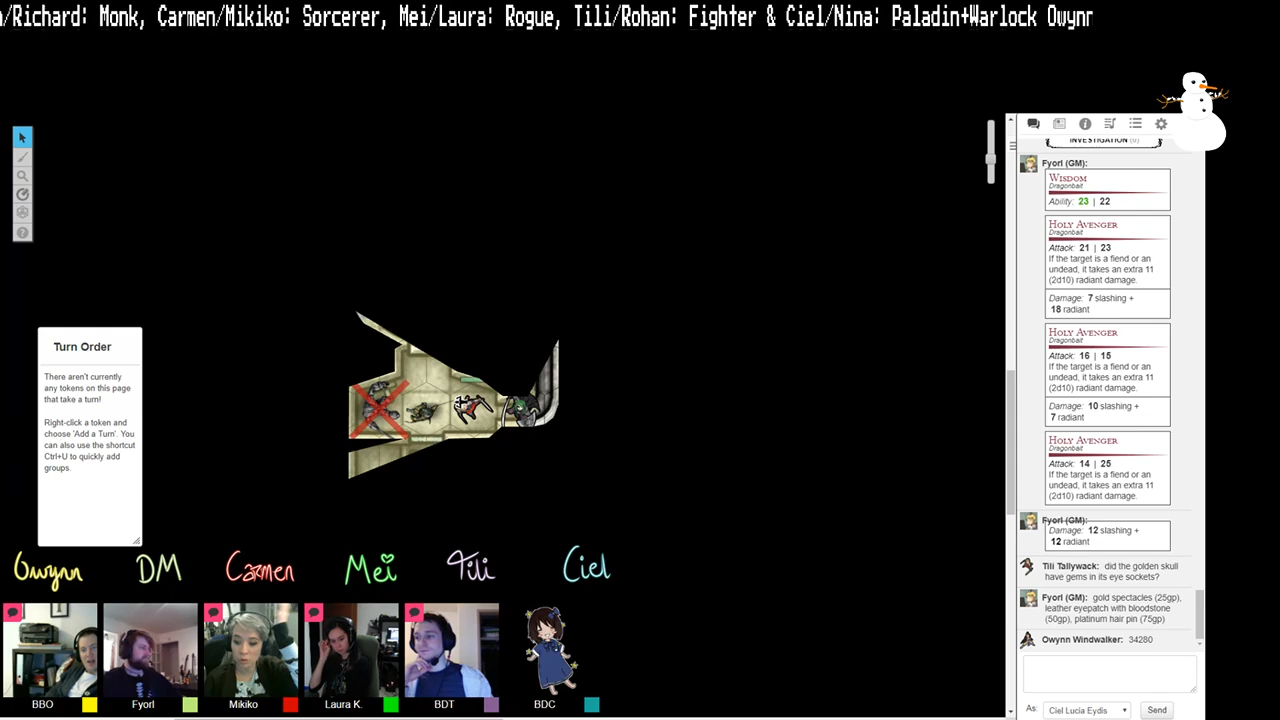 /Richard: Monk, Carmen/Mikiko: Sorcerer, Mei/Laura: Rogue, Tili/Rohan: Fighter & Ciel/Nina: Paladin+Warlock Owynn
INVESTIGATION (0)
Fyorl (GM):
WISDOM
Dragonbait
Ability: 23 | 22
HOLY AVENGER
Dragonbait
Attack: 21 | 23
If the target is a fiend or an
undead, it takes an extra 11
(2d10) radiant damage.
Damage: 7 slashing +
18 radiant
HOLY AVENGER
Dragonbait
Attack: 16 | 15
If the target is a fiend or an
undead, it takes an extra 11
(2d10) radiant damage.
Damage: 10 slashing +
7 radiant
HOLY AVENGER
Dragonbait
Attack: 14 | 25
If the target is a fiend or an
undead, it takes an extra 11
(2d10) radiant damage.
Fyorl (GM):
Damage: 12 slashing +
12 radiant
Tili Tallywack: did the golden skull
have gems in its eye sockets?
Fyorl (GM): gold spectacles (25gp),
leather eyepatch with bloodstone
(50gp), platinum hair pin (75gp)
Owynn Windwalker: 34280
As: Ciel Lucia Eydis
Send
Turn Order
There aren't currently
any tokens on this page
that take a turn!
Right-click a token and
choose 'Add a Turn'. You
can also use the shortcut
Ctrl+U to quickly add
groups.
Owynn DM Carmen Mei Tili Ciel
BBO Fyorl Mikiko Laura K. BDT BDC